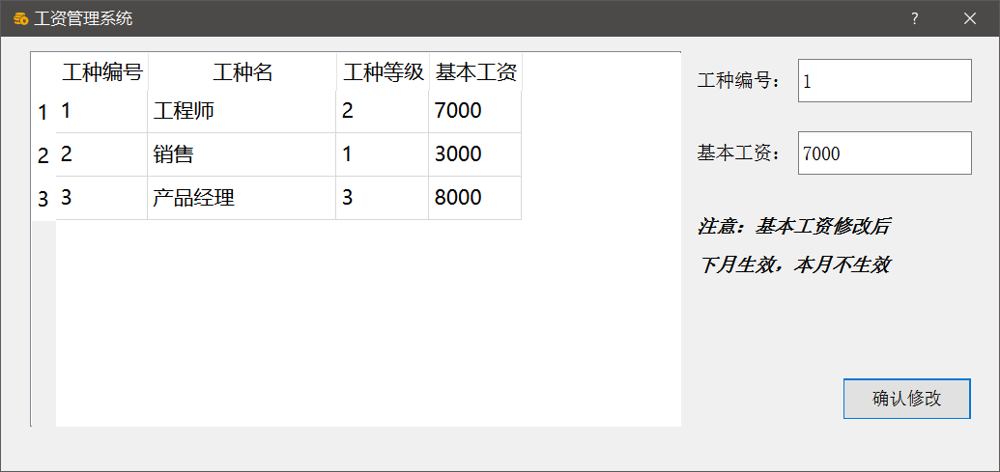 工资管理系统
?
工种编号 工种名 工种等级 基本工资
1 1 工程师 2 7000
2 2 销售 1 3000
3 3 产品经理 3 8000
工种编号： 1
基本工资： 7000
注意：基本工资修改后
下月生效，本月不生效
确认修改